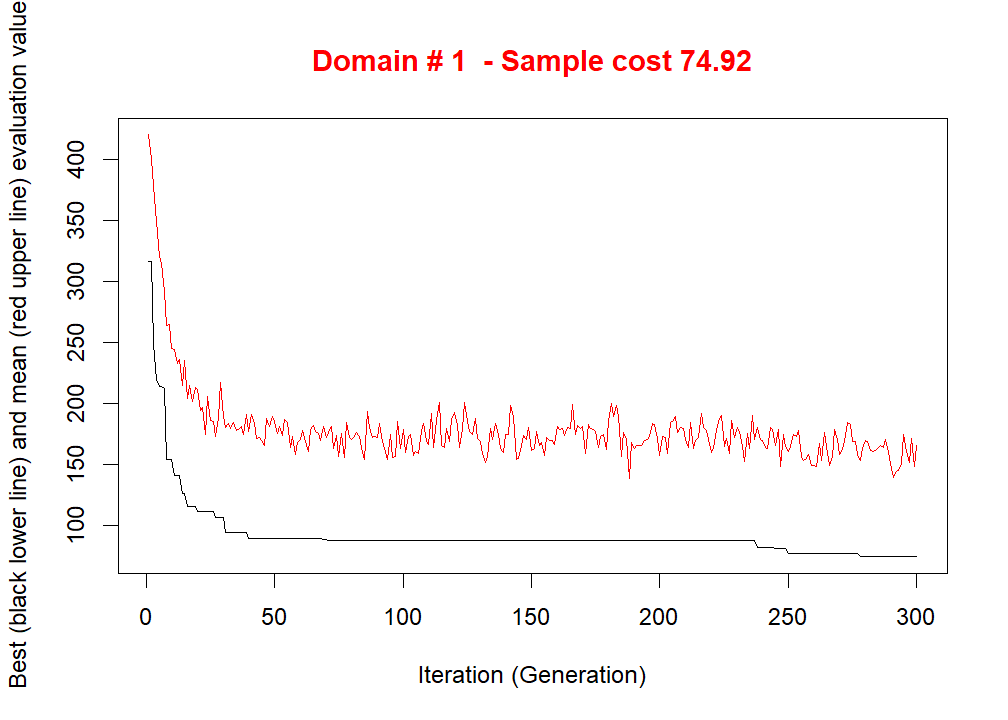 Domain # 1  - Sample cost 74.92
Best (black lower line) and mean (red upper line) evaluation value
400
350
300
250
200
150
100
0 50 100 150 200 250 300
Iteration (Generation)